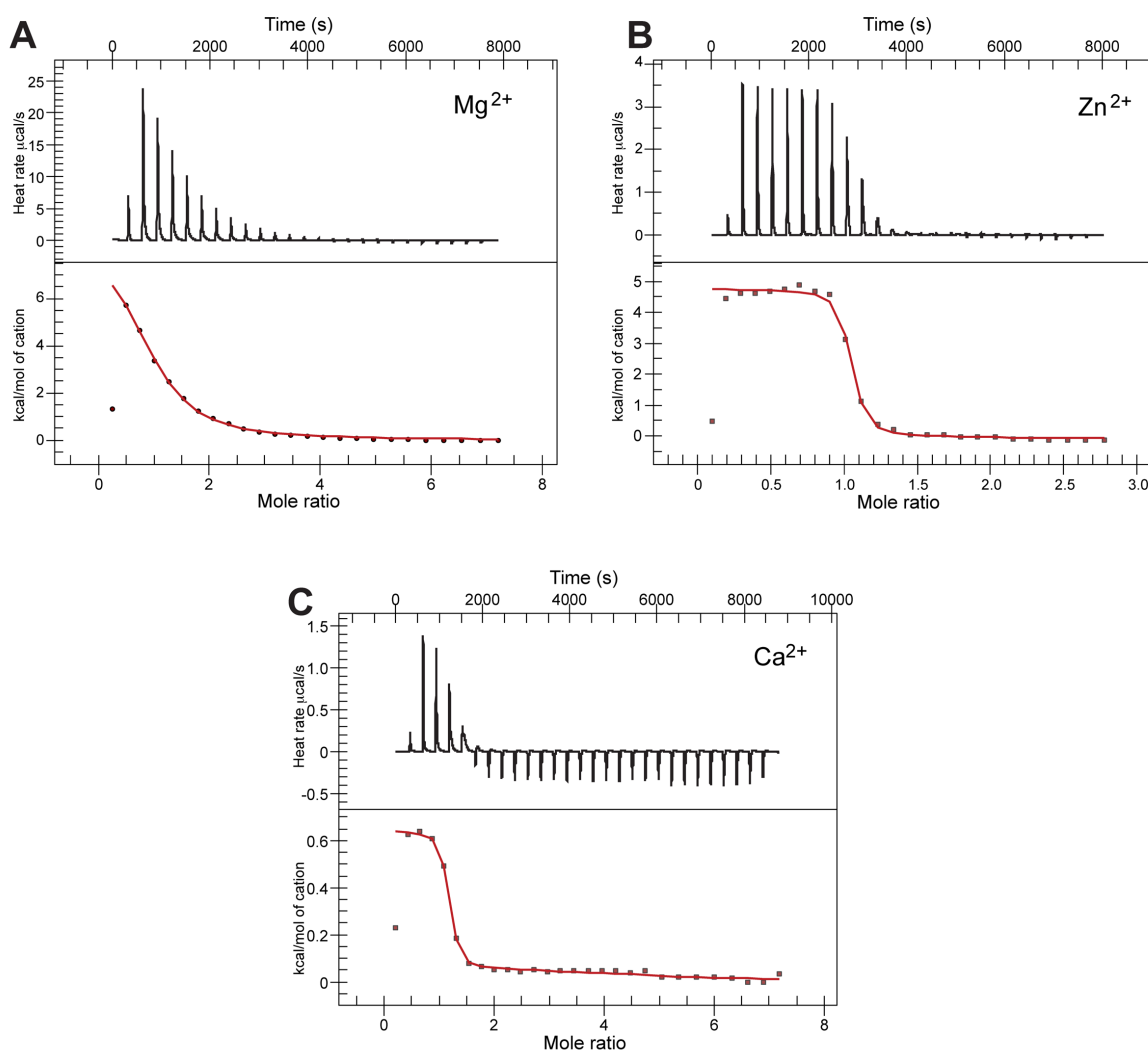 A
Time (s)
0 2000 4000 6000 8000
Heat rate µcal/s
25
20
15
10
5
0
Mg2+
kcal/mol of cation
6
4
2
0
0 2 4 6 8
Mole ratio
B
Time (s)
0 2000 4000 6000 8000
Heat rate µcal/s
4
3
2
1
0
Zn2+
kcal/mol of cation
5
4
3
2
1
0
0 0.5 1.0 1.5 2.0 2.5 3.0
Mole ratio
C
Time (s)
0 2000 4000 6000 8000 10000
Heat rate µcal/s
1.5
1.0
0.5
0
-0.5
Ca2+
kcal/mol of cation
0.6
0.4
0.2
0
0 2 4 6 8
Mole ratio